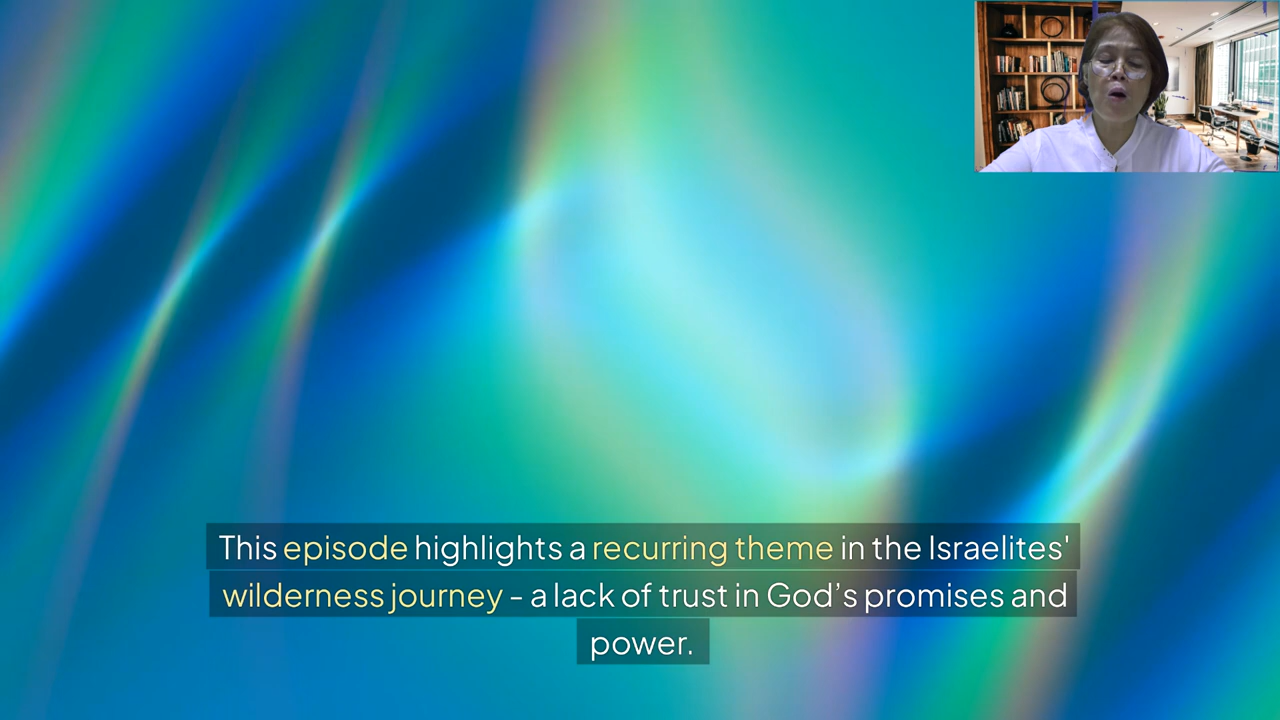 This episode highlights a recurring theme in the Israelites'
wilderness journey - a lack of trust in God’s promises and
power.